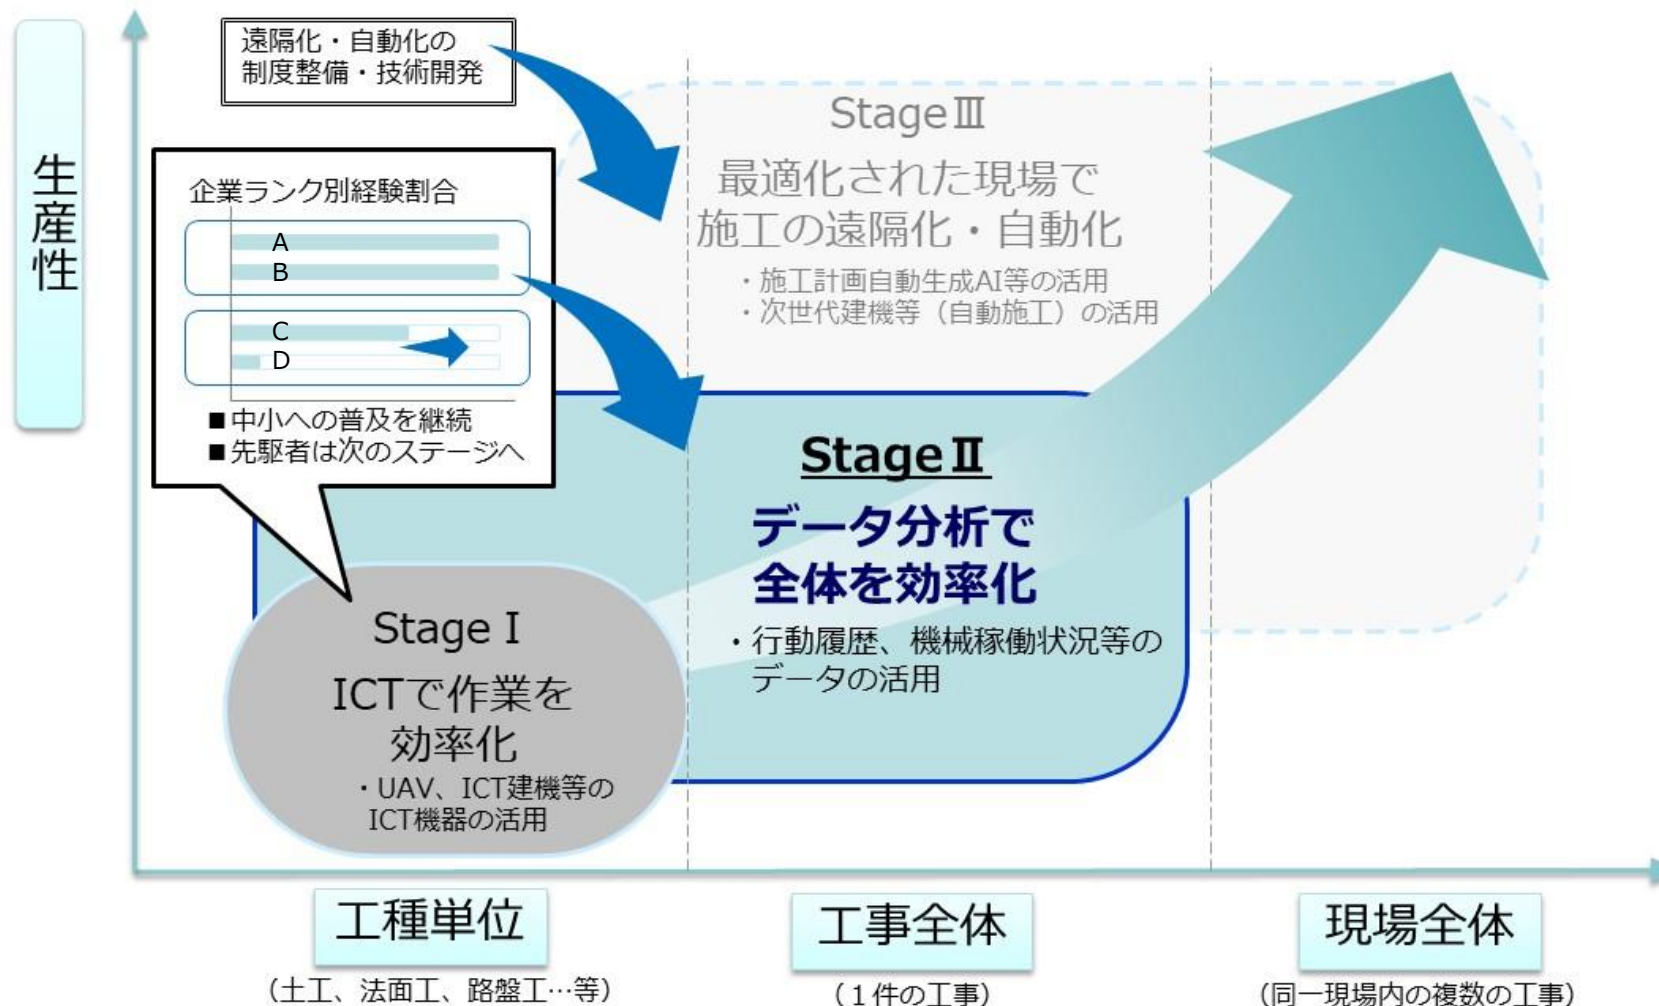 生産性
遠隔化・自動化の
制度整備・技術開発
企業ランク別経験割合
A
B
C
D
■中小への普及を継続
■先駆者は次のステージへ
StageⅢ
最適化された現場で
施工の遠隔化・自動化
・施工計画自動生成AI等の活用
・次世代建機等（自動施工）の活用
StageⅡ
データ分析で
全体を効率化
・行動履歴、機械稼働状況等の
データの活用
StageⅠ
ICTで作業を
効率化
・UAV、ICT建機等の
ICT機器の活用
工種単位
（土工、法面工、路盤工…等）
工事全体
（１件の工事）
現場全体
（同一現場内の複数の工事）